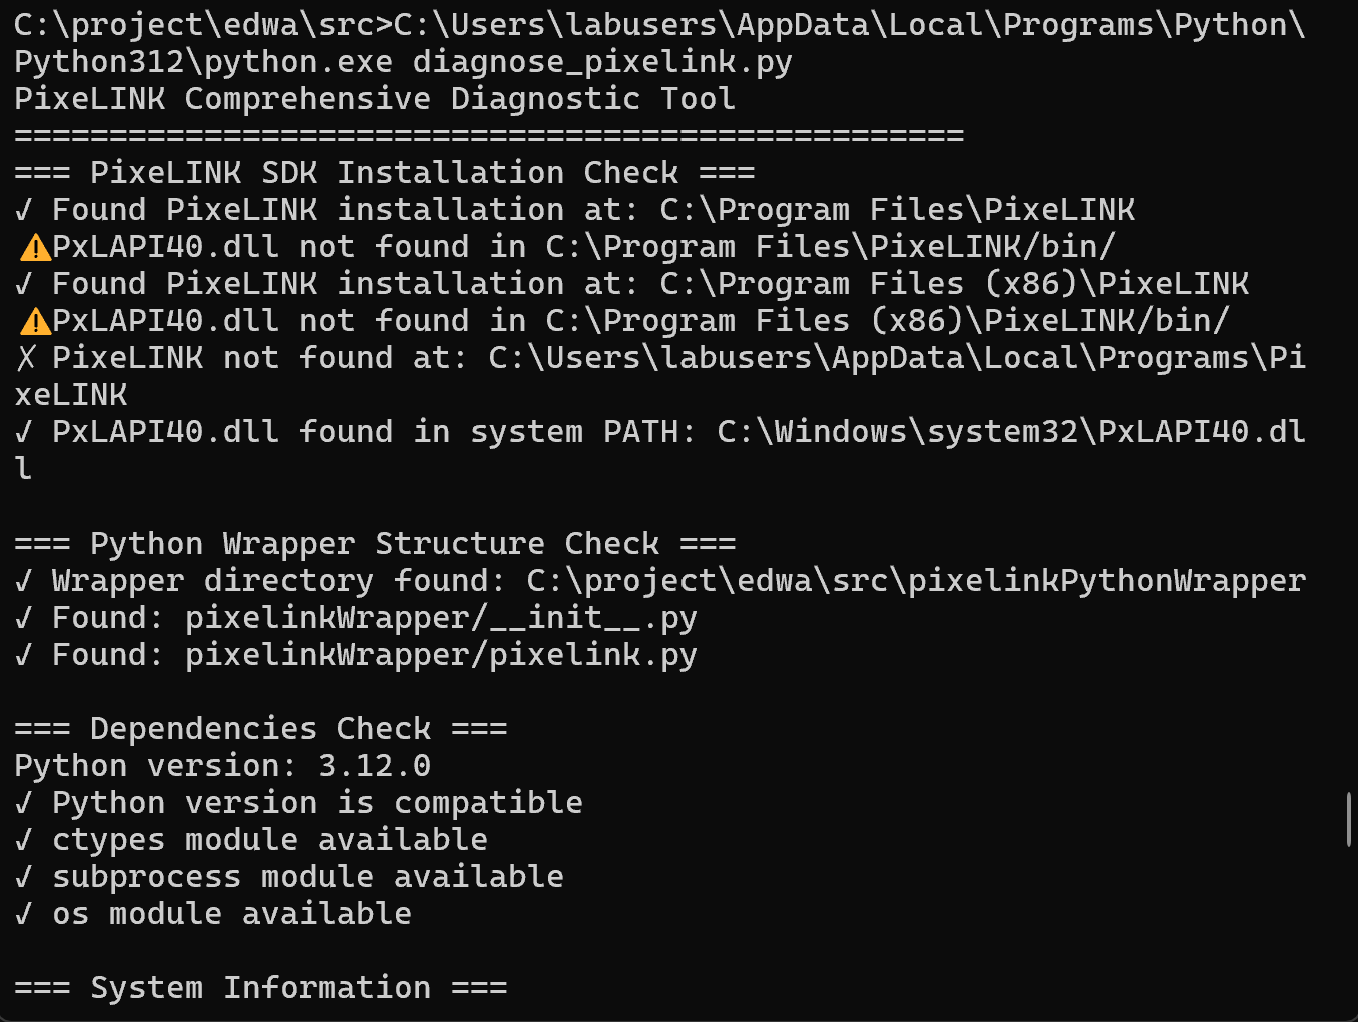 C:\project\edwa\src>C:\Users\labusers\AppData\Local\Programs\Python\
Python312\python.exe diagnose_pixelink.py
PixeLINK Comprehensive Diagnostic Tool
==================================================
=== PixeLINK SDK Installation Check ===
✓ Found PixeLINK installation at: C:\Program Files\PixeLINK
⚠️PxLAPI40.dll not found in C:\Program Files\PixeLINK/bin/
✓ Found PixeLINK installation at: C:\Program Files (x86)\PixeLINK
⚠️PxLAPI40.dll not found in C:\Program Files (x86)\PixeLINK/bin/
✗ PixeLINK not found at: C:\Users\labusers\AppData\Local\Programs\Pi
xeLINK
✓ PxLAPI40.dll found in system PATH: C:\Windows\system32\PxLAPI40.dl
l

=== Python Wrapper Structure Check ===
✓ Wrapper directory found: C:\project\edwa\src\pixelinkPythonWrapper
✓ Found: pixelinkWrapper/__init__.py
✓ Found: pixelinkWrapper/pixelink.py

=== Dependencies Check ===
Python version: 3.12.0
✓ Python version is compatible
✓ ctypes module available
✓ subprocess module available
✓ os module available

=== System Information ===